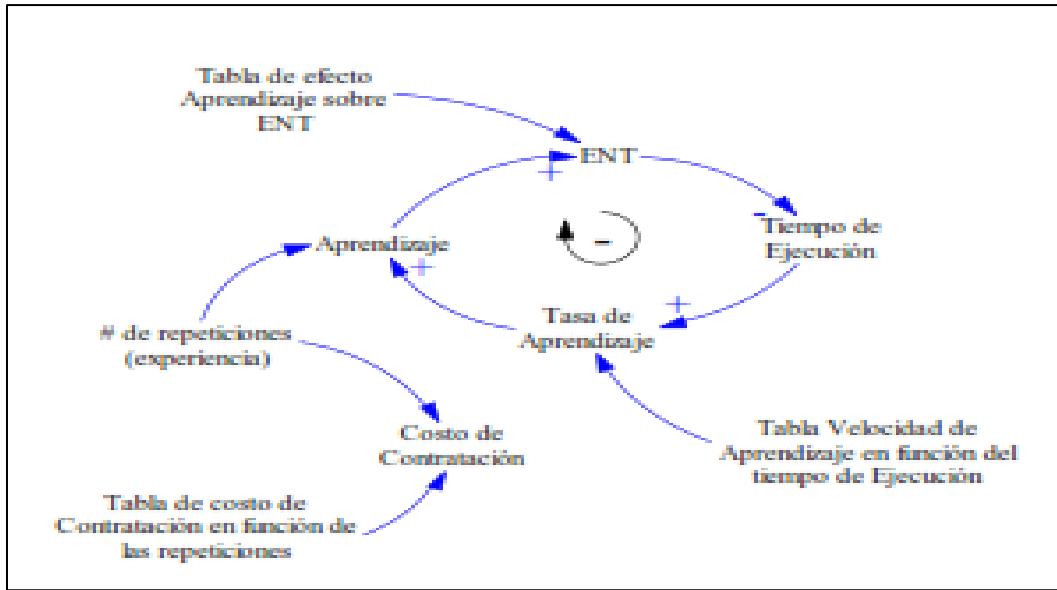 Tabla de efecto
Aprendizaje sobre
ENT
ENT
+
-
Tiempo de
Ejecución
Aprendizaje
+
-
+
Tasa de
Aprendizaje
# de repeticiones
(experiencia)
Costo de
Contratación
Tabla Velocidad de
Aprendizaje en función del
tiempo de Ejecución
Tabla de costo de
Contratación en función de
las repeticiones